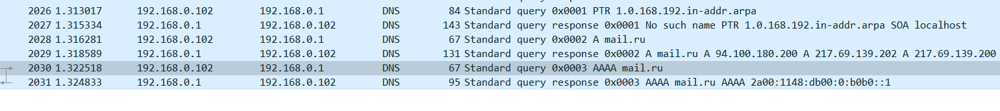 2026 1.313017 192.168.0.102 192.168.0.1 DNS 84 Standard query 0x0001 PTR 1.0.168.192.in-addr.arpa
2027 1.315334 192.168.0.1 192.168.0.102 DNS 143 Standard query response 0x0001 No such name PTR 1.0.168.192.in-addr.arpa SOA localhost
2028 1.316281 192.168.0.102 192.168.0.1 DNS 67 Standard query 0x0002 A mail.ru
2029 1.318589 192.168.0.1 192.168.0.102 DNS 131 Standard query response 0x0002 A mail.ru A 94.100.180.200 A 217.69.139.202 A 217.69.139.200
2030 1.322518 192.168.0.102 192.168.0.1 DNS 67 Standard query 0x0003 AAAA mail.ru
2031 1.324833 192.168.0.1 192.168.0.102 DNS 95 Standard query response 0x0003 AAAA mail.ru AAAA 2a00:1148:db00:0:b0b0::1